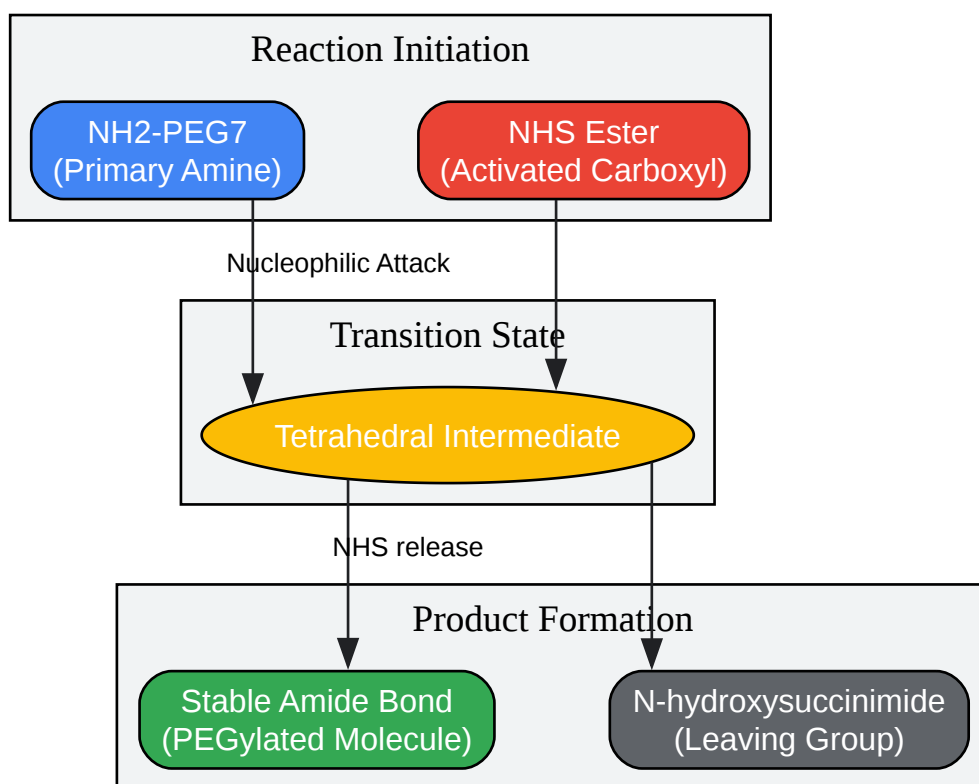 Reaction Initiation
NH2-PEG7
(Primary Amine)
NHS Ester
(Activated Carboxyl)
Nucleophilic Attack
Transition State
Tetrahedral Intermediate
NHS release
Product Formation
Stable Amide Bond
(PEGylated Molecule)
N-hydroxysuccinimide
(Leaving Group)